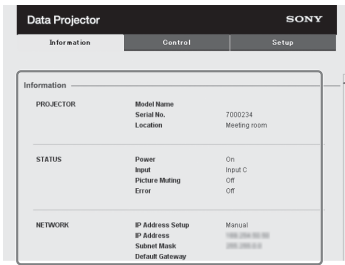 Data Projector SONY
Information Control Setup
Information
PROJECTOR Model Name
Serial No. 7000234
Location Meeting room
STATUS Power On
Input Input C
Picture Muting Off
Error Off
NETWORK IP Address Setup Manual
IP Address
Subnet Mask
Default Gateway